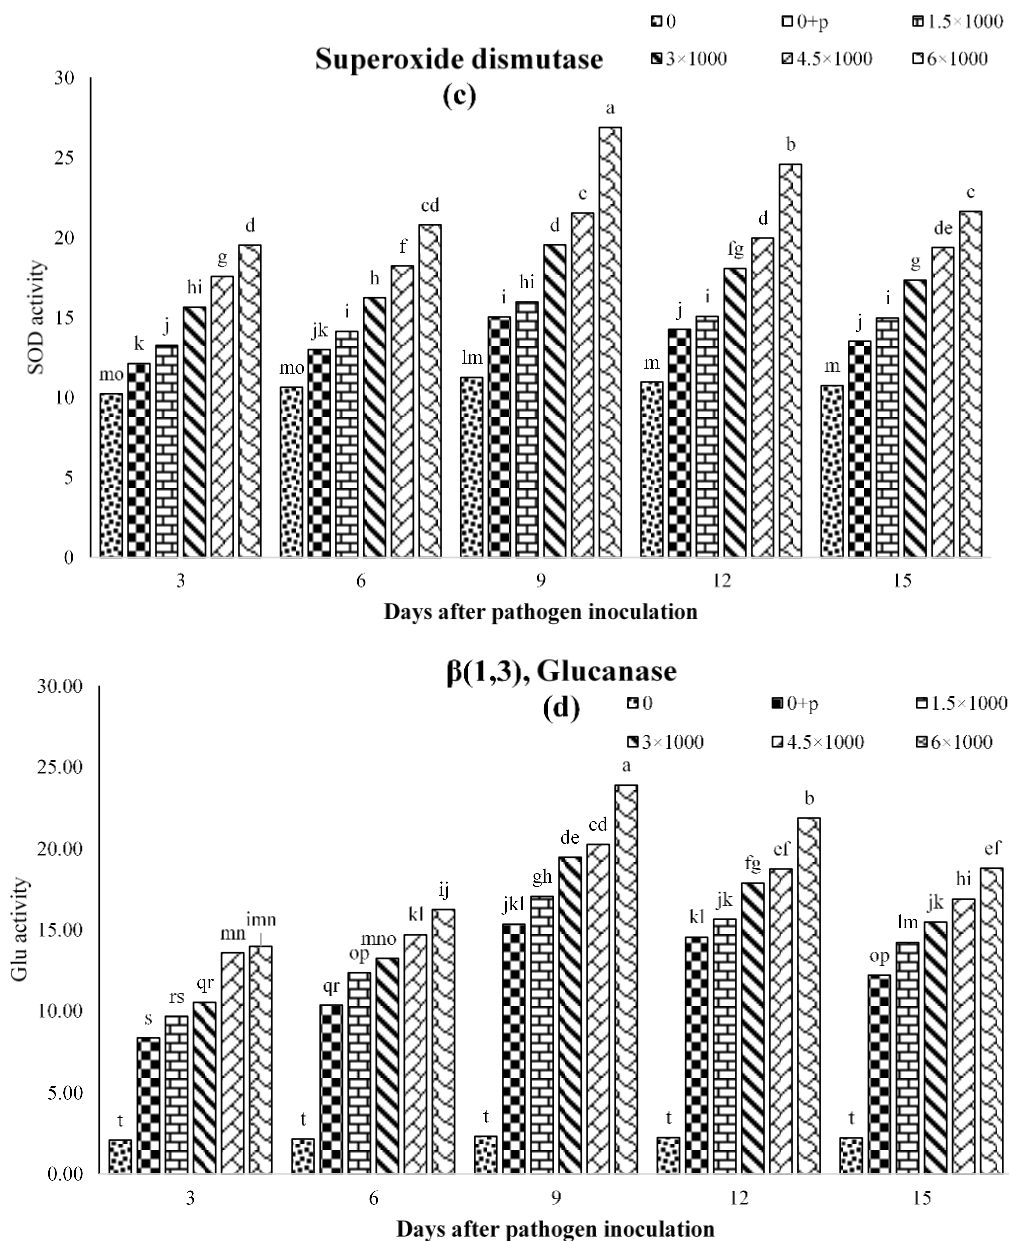 0 0+p 1.5×1000
3×1000 4.5×1000 6×1000
Superoxide dismutase
(c)
30
25
20
15
10
5
0
SOD activity
mo k j hi g d
mo jk i h f cd
lm i hi d c a
m j i fg d b
m j i g de c
3 6 9 12 15
Days after pathogen inoculation
β(1,3), Glucanase
(d)
0 0+p 1.5×1000
3×1000 4.5×1000 6×1000
30.00
25.00
20.00
15.00
10.00
5.00
0.00
Glu activity
t s rs qr mn imn
t qr op mno kl ij
t jkl gh de cd a
t kl jk fg ef b
t op lm jk hi ef
3 6 9 12 15
Days after pathogen inoculation